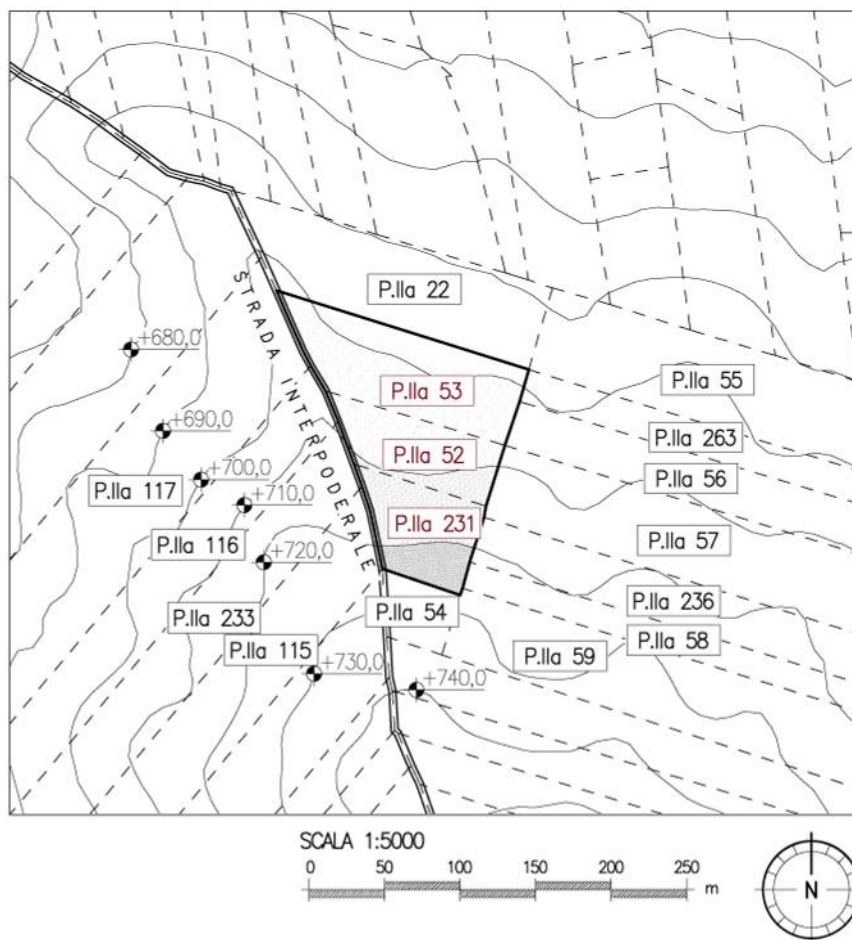 P.lla 22
STRADA INTERPODERALE
+680,0
P.lla 53
P.lla 55
+690,0
P.lla 263
P.lla 52
+700,0
P.lla 56
P.lla 117
+710,0
P.lla 231
P.lla 116
P.lla 57
+720,0
P.lla 236
P.lla 233
P.lla 54
P.lla 58
P.lla 115
P.lla 59
+730,0
+740,0
SCALA 1:5000
0 50 100 150 200 250
m
N